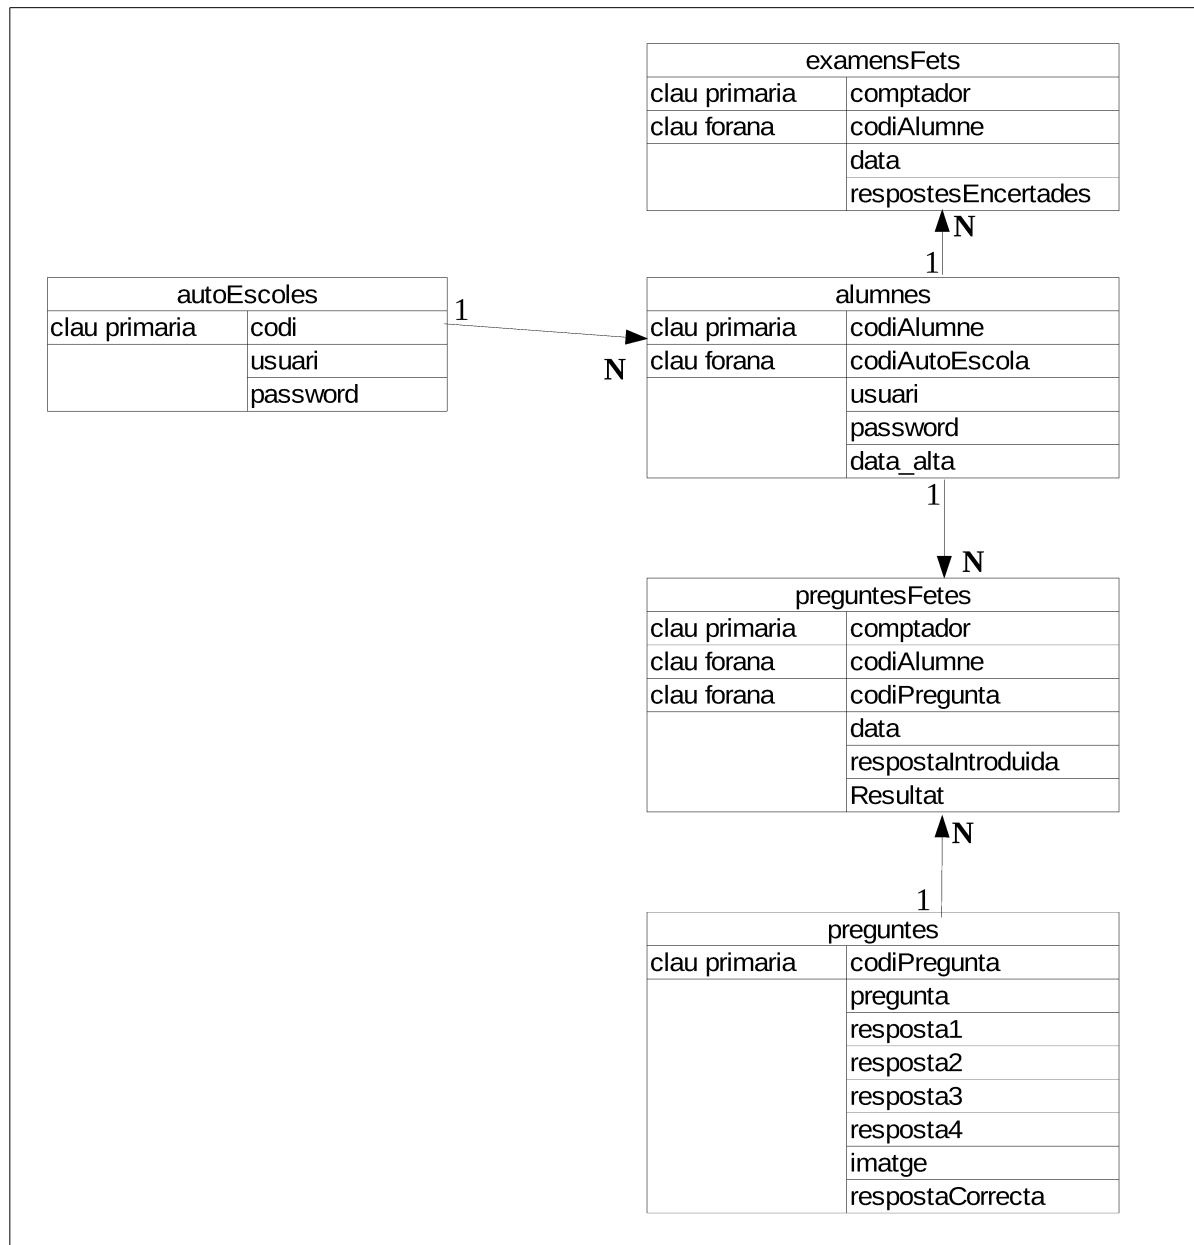 examensFets
clau primaria comptador
clau forana codiAlumne
data
respostesEncertades
N
1
autoEscoles
clau primaria codi
usuari
password
1
N
alumnes
clau primaria codiAlumne
clau forana codiAutoEscola
usuari
password
data_alta
1
N
preguntesFetes
clau primaria comptador
clau forana codiAlumne
clau forana codiPregunta
data
respostaIntroduida
Resultat
N
1
preguntes
clau primaria codiPregunta
pregunta
resposta1
resposta2
resposta3
resposta4
imatge
respostaCorrecta